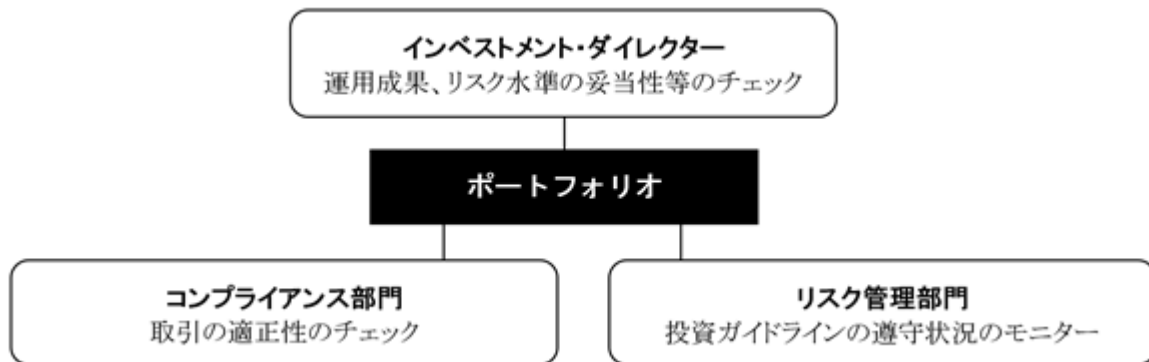 インベストメント・ダイレクター
運用成果、リスク水準の妥当性等のチェック
ポートフォリオ
コンプライアンス部門
取引の適正性のチェック
リスク管理部門
投資ガイドラインの遵守状況のモニター